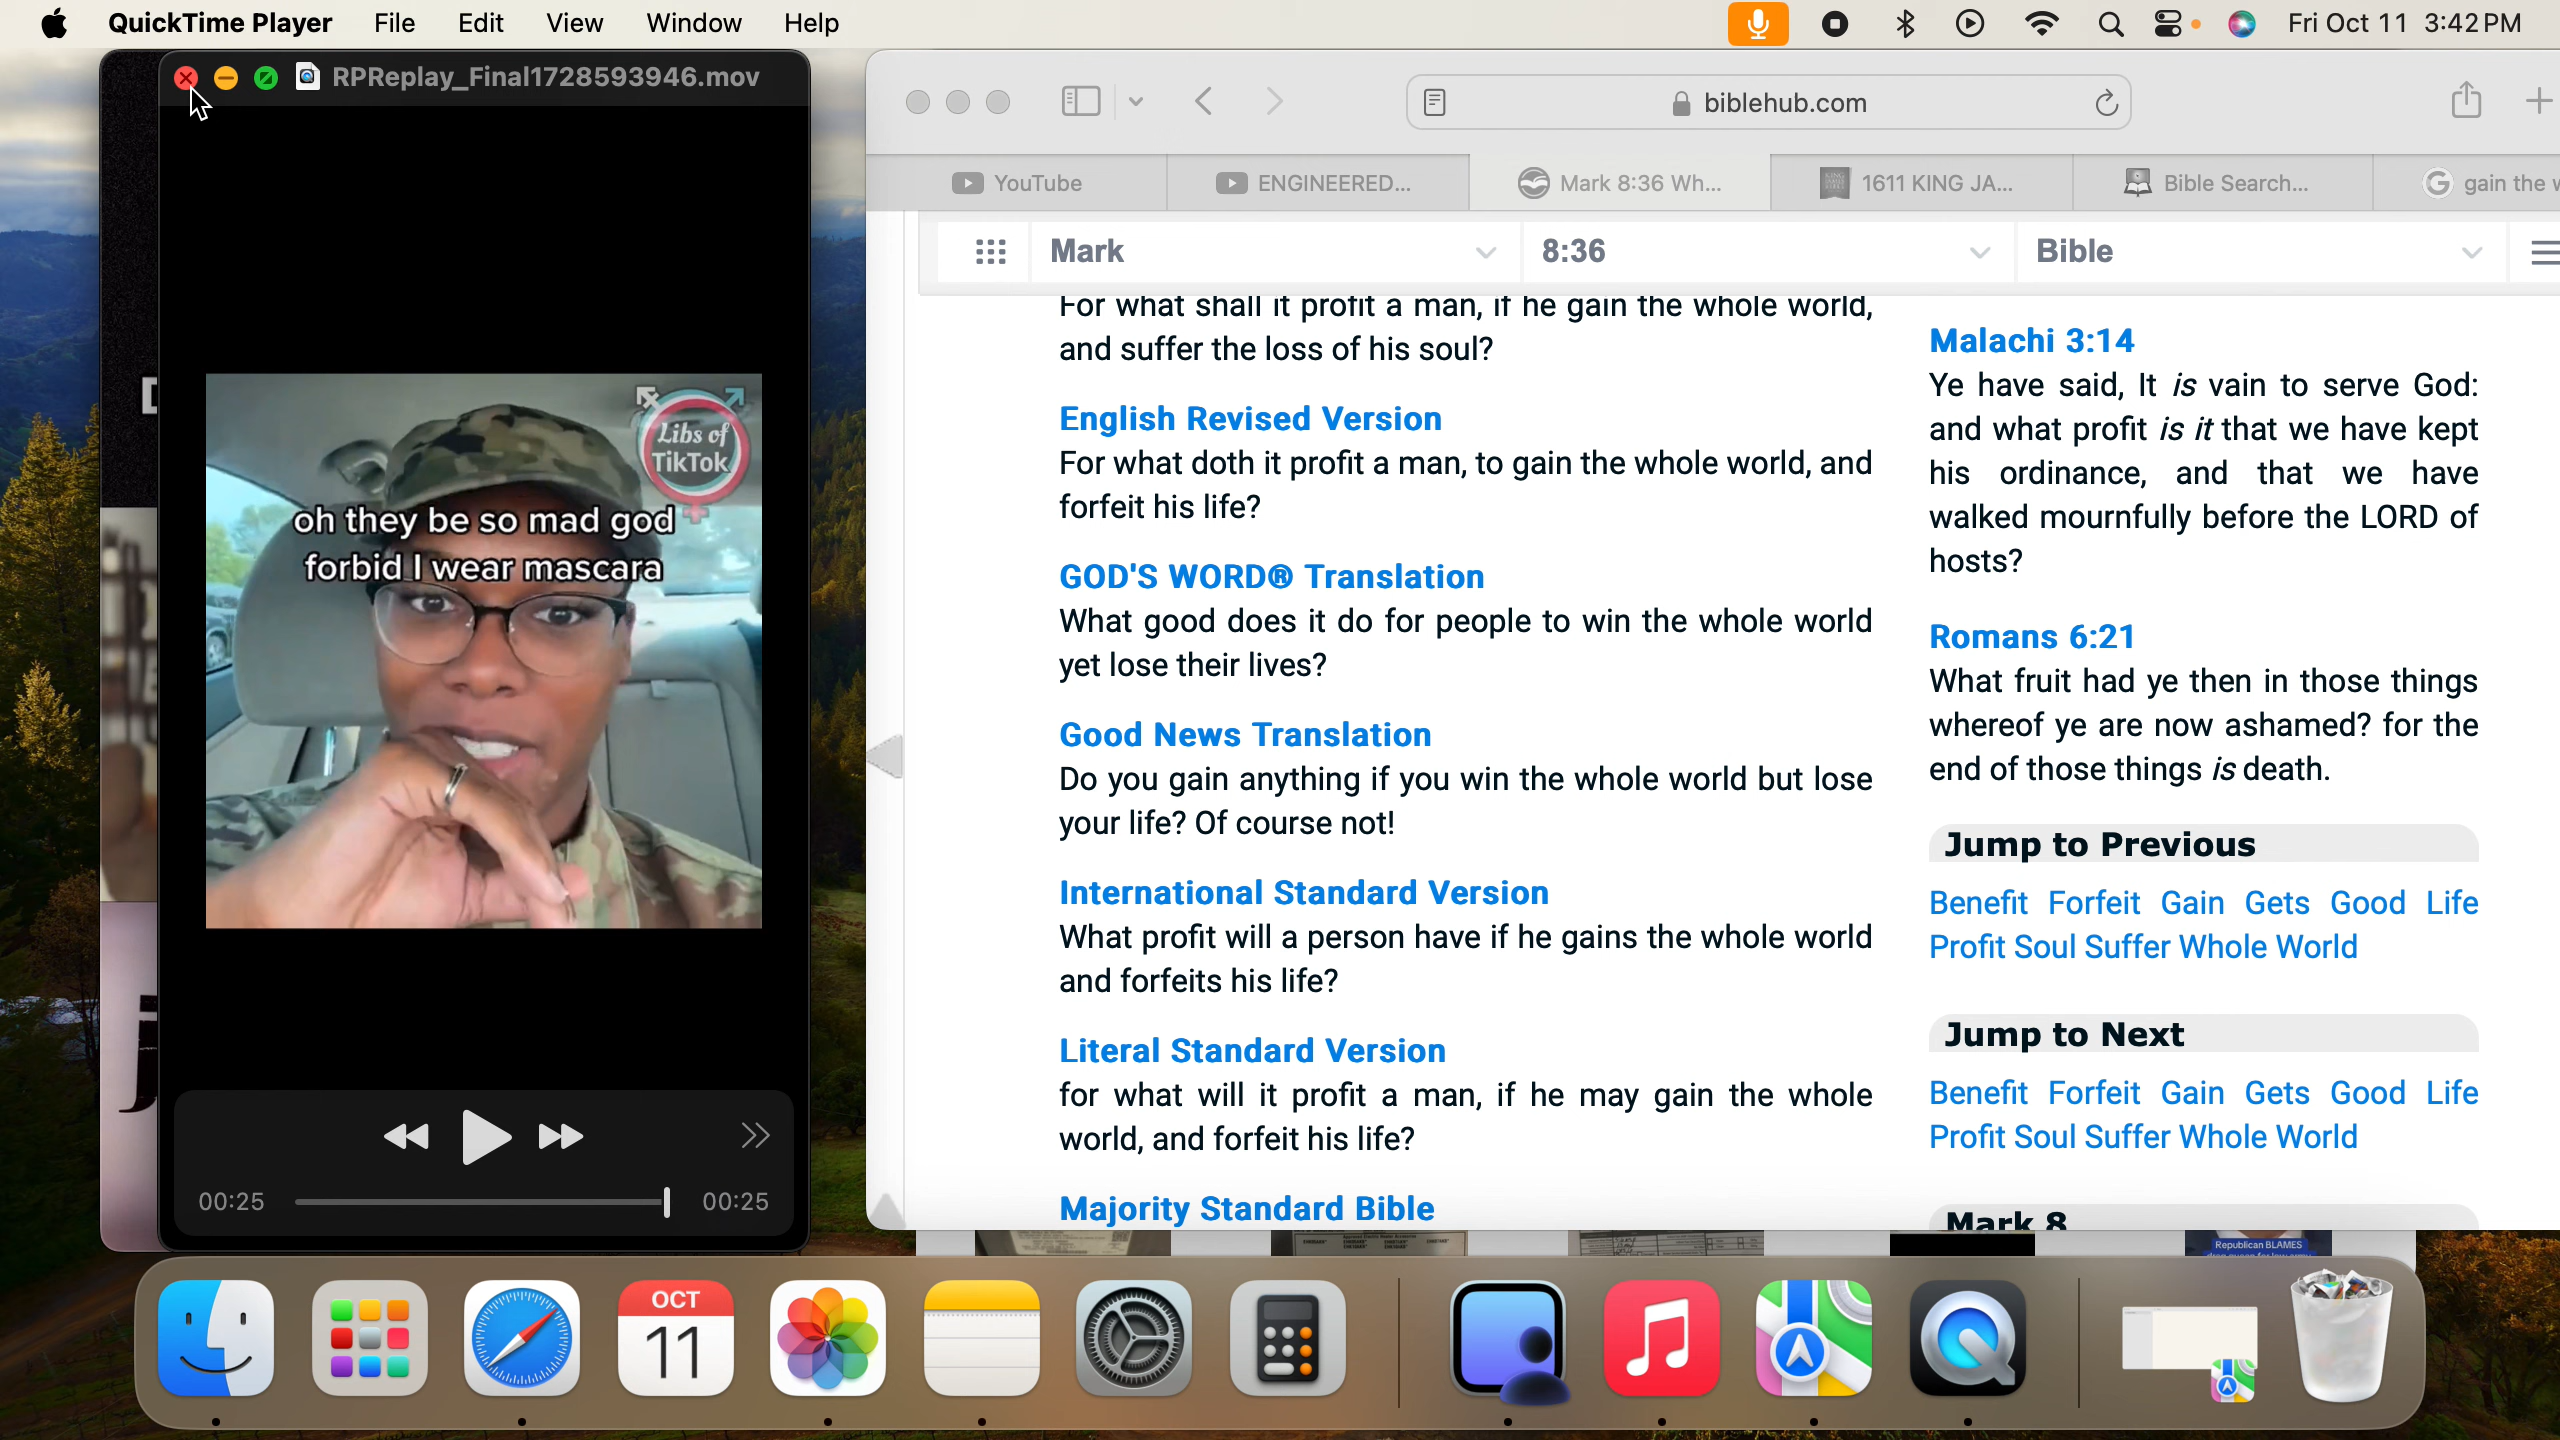 QuickTime Player File Edit View Window Help Fri Oct 11 3:42 PM
RPReplay_Final1728593946.mov
Libs of
TikTok
oh they be so mad god
forbid I wear mascara
00:25 00:25
biblehub.com
YouTube ENGINEERED... Mark 8:36 Wh... 1611 KING JA... Bible Search... gain the
Mark 8:36 Bible
For what shall it profit a man, if he gain the whole world,
and suffer the loss of his soul?
English Revised Version
For what doth it profit a man, to gain the whole world, and
forfeit his life?
GOD'S WORD® Translation
What good does it do for people to win the whole world
yet lose their lives?
Good News Translation
Do you gain anything if you win the whole world but lose
your life? Of course not!
International Standard Version
What profit will a person have if he gains the whole world
and forfeits his life?
Literal Standard Version
for what will it profit a man, if he may gain the whole
world, and forfeit his life?
Majority Standard Bible
Malachi 3:14
Ye have said, It is vain to serve God:
and what profit is it that we have kept
his ordinance, and that we have
walked mournfully before the LORD of
hosts?
Romans 6:21
What fruit had ye then in those things
whereof ye are now ashamed? for the
end of those things is death.
Jump to Previous
Benefit Forfeit Gain Gets Good Life
Profit Soul Suffer Whole World
Jump to Next
Benefit Forfeit Gain Gets Good Life
Profit Soul Suffer Whole World
Mark 8
Republican BLAMES
OCT
11